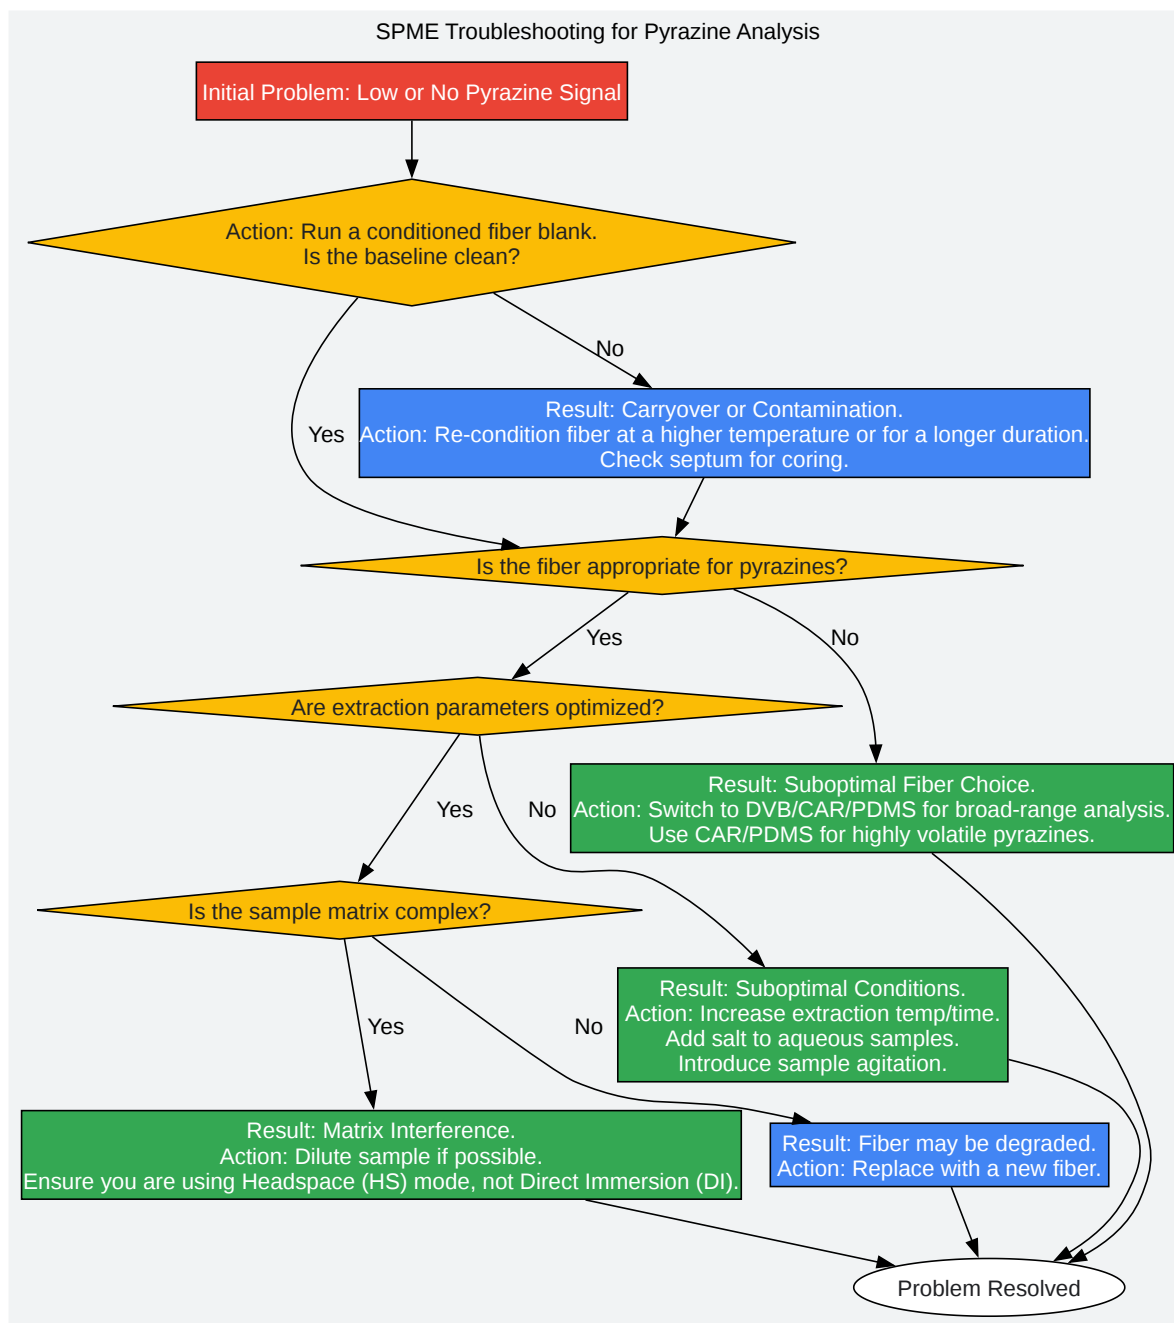 SPME Troubleshooting for Pyrazine Analysis
Initial Problem: Low or No Pyrazine Signal
Action: Run a conditioned fiber blank.
Is the baseline clean?
No
Yes
Result: Carryover or Contamination.
Action: Re-condition fiber at a higher temperature or for a longer duration.
Check septum for coring.
Is the fiber appropriate for pyrazines?
Yes
No
Are extraction parameters optimized?
Yes
No
Result: Suboptimal Fiber Choice.
Action: Switch to DVB/CAR/PDMS for broad-range analysis.
Use CAR/PDMS for highly volatile pyrazines.
Is the sample matrix complex?
Yes
No
Result: Suboptimal Conditions.
Action: Increase extraction temp/time.
Add salt to aqueous samples.
Introduce sample agitation.
Result: Matrix Interference.
Action: Dilute sample if possible.
Ensure you are using Headspace (HS) mode, not Direct Immersion (DI).
Result: Fiber may be degraded.
Action: Replace with a new fiber.
Problem Resolved